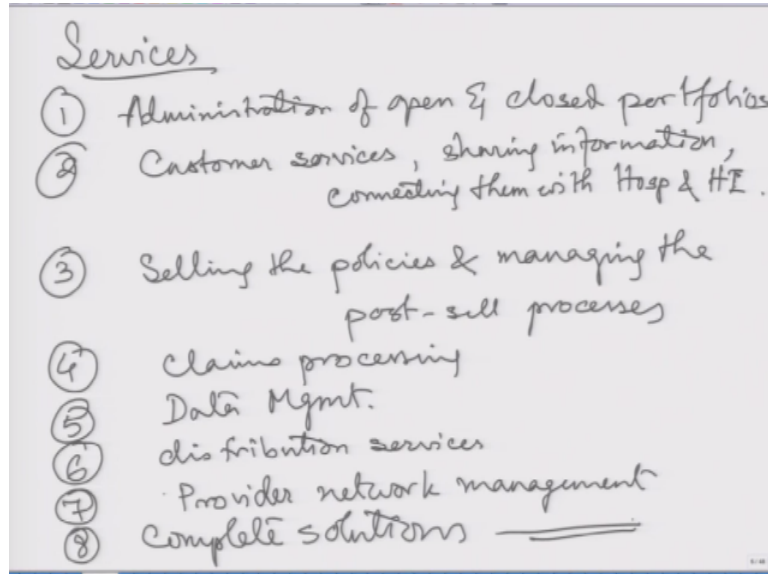 Services
① Administration of open & closed portfolios
② Customer services, sharing information,
connecting them with Hosp & HI.
③ Selling the policies & managing the
post-sell processes
④ Claims processing
⑤ Data Mgmt.
⑥ distribution services
⑦ Provider network management
⑧ Complete solutions